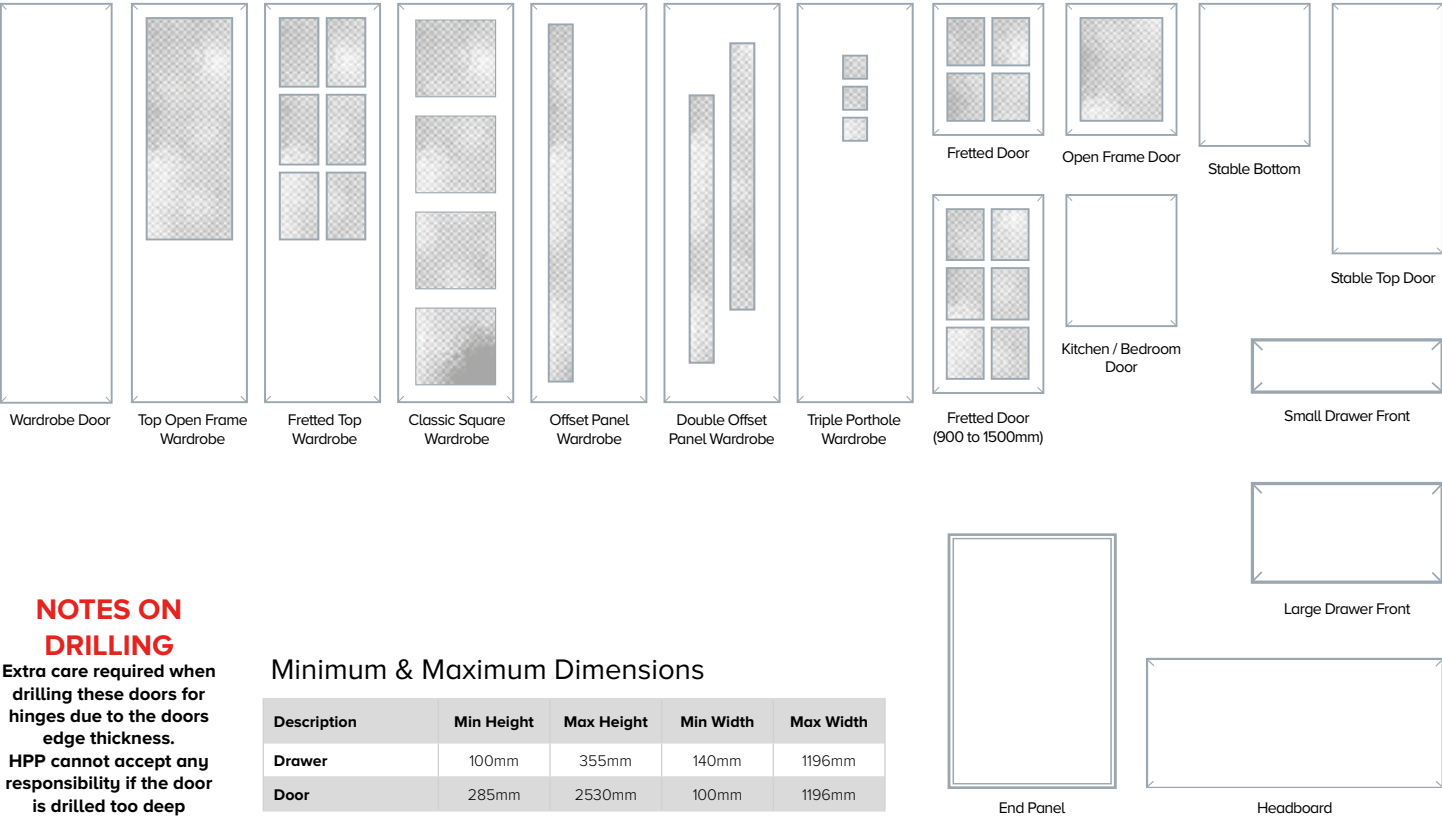 Fretted Door
Open Frame Door
Stable Bottom
Stable Top Door
Kitchen / Bedroom
Door
Wardrobe Door
Top Open Frame
Wardrobe
Fretted Top
Wardrobe
Classic Square
Wardrobe
Offset Panel
Wardrobe
Double Offset
Panel Wardrobe
Triple Porthole
Wardrobe
Fretted Door
(900 to 1500mm)
Small Drawer Front
Large Drawer Front
NOTES ON
DRILLING
Extra care required when
drilling these doors for
hinges due to the doors
edge thickness.
HPP cannot accept any
responsibility if the door
is drilled too deep
Minimum & Maximum Dimensions
Description Min Height Max Height Min Width Max Width
Drawer 100mm 355mm 140mm 1196mm
Door 285mm 2530mm 100mm 1196mm
End Panel
Headboard